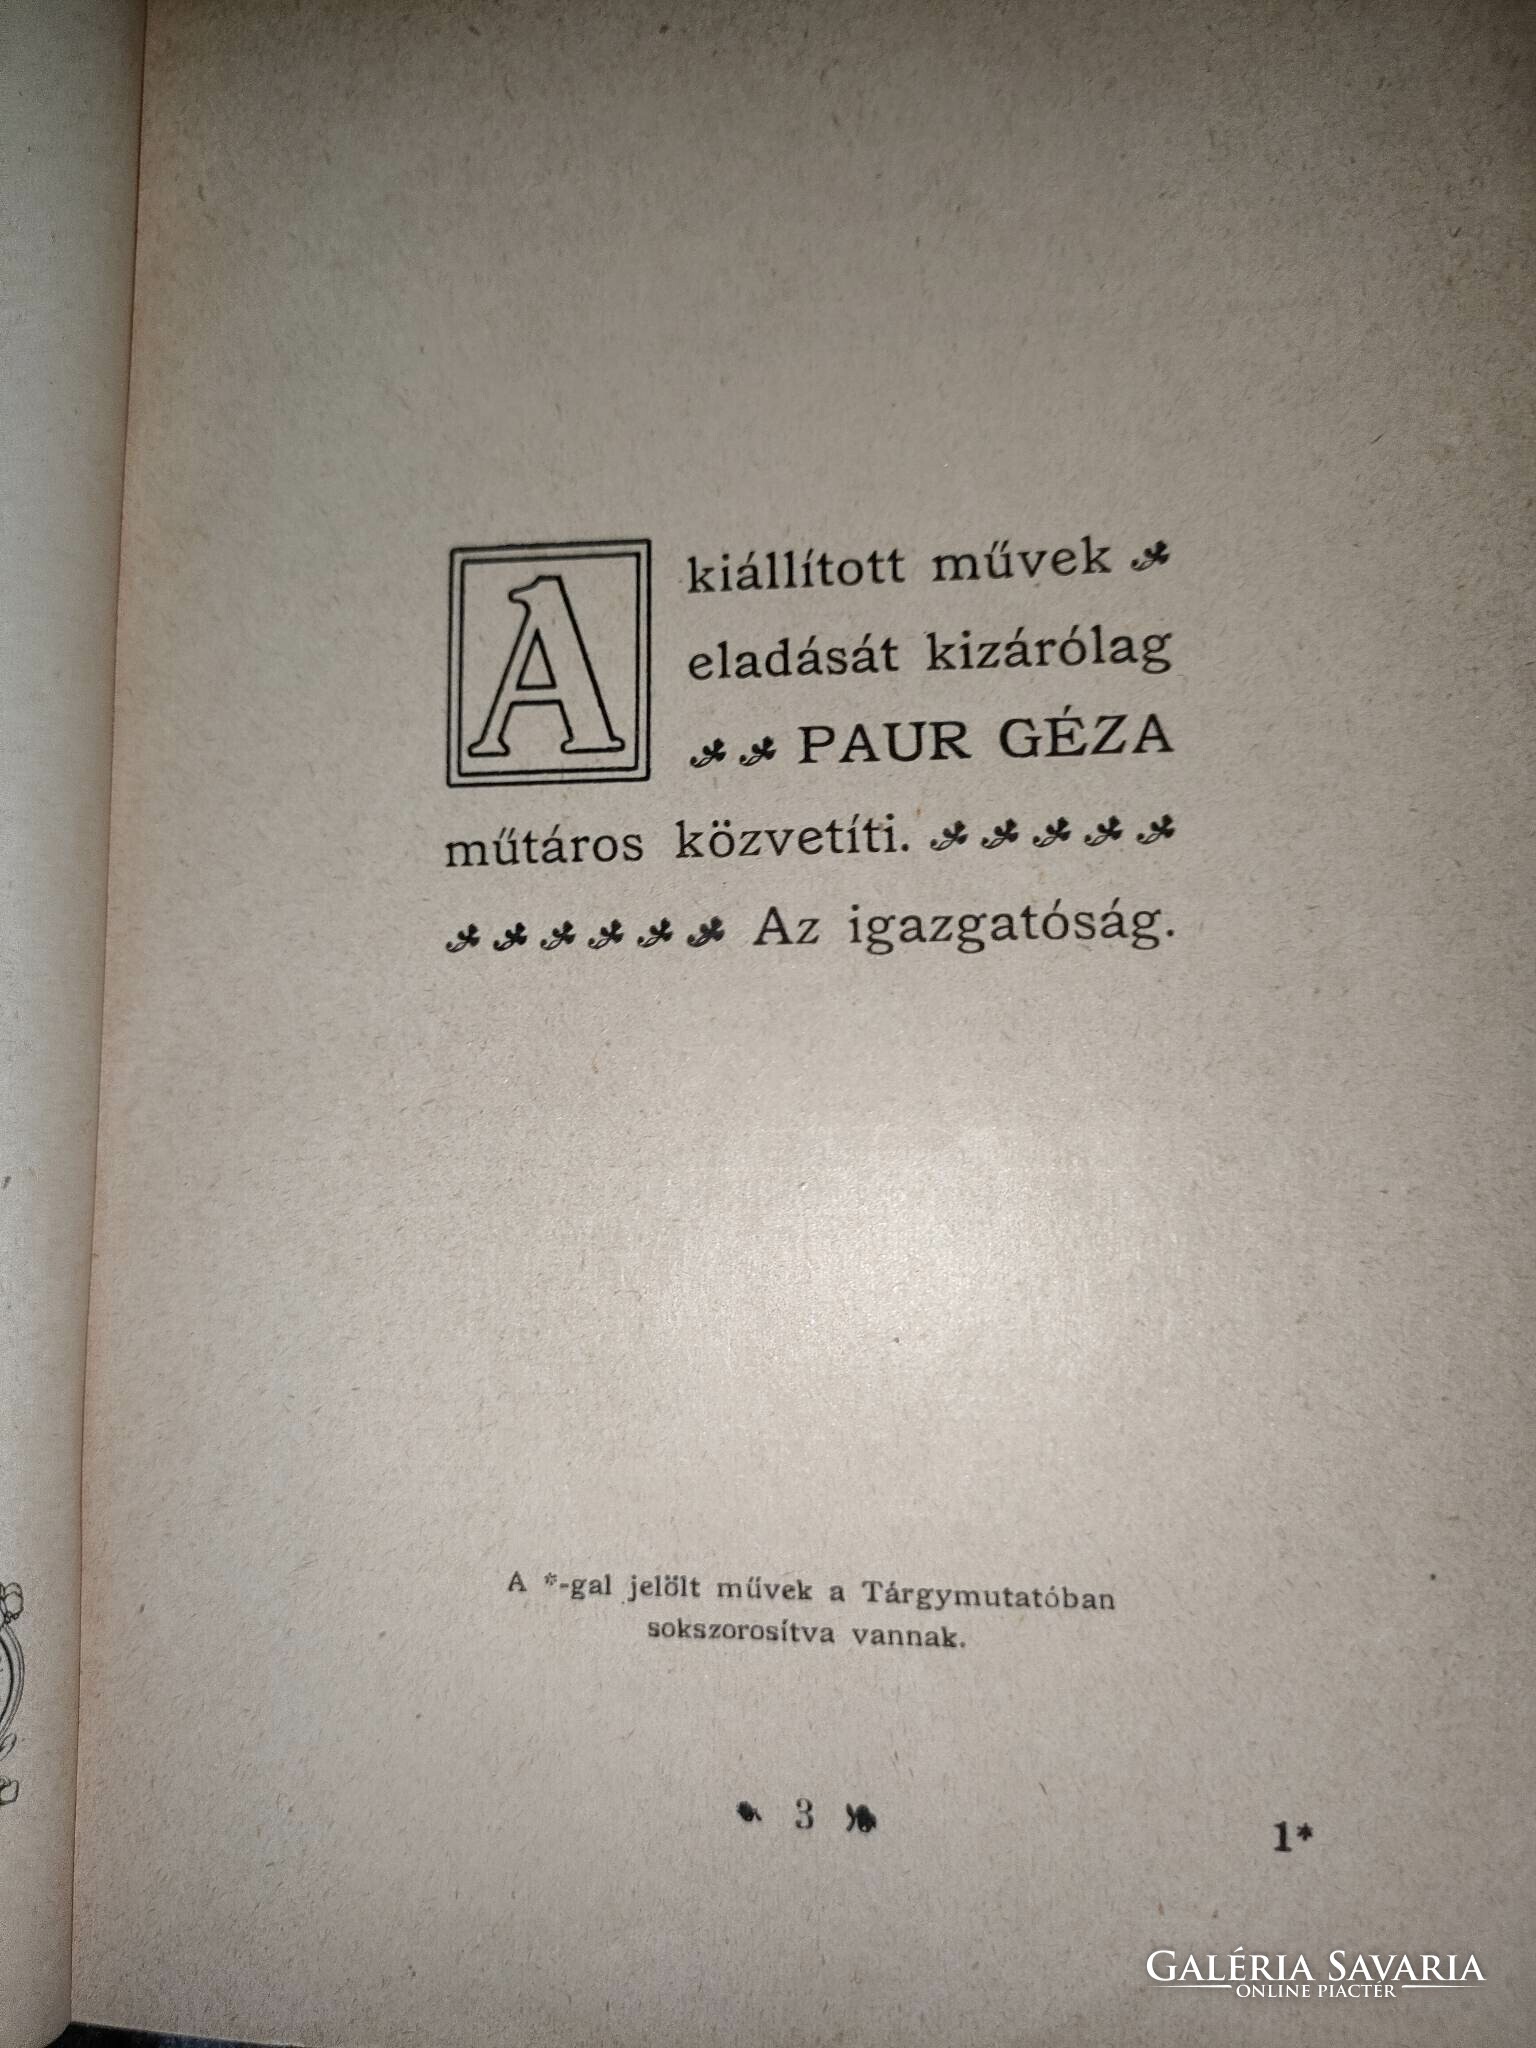 A kiállított művek
eladását kizárólag
PAUR GÉZA
műtáros közvetíti.
Az igazgatóság.
A *-gal jelölt művek a Tárgymutatóban
sokszorosítva vannak.
3
1*
GALÉRIA SAVARIA
ONLINE PIACTÉR